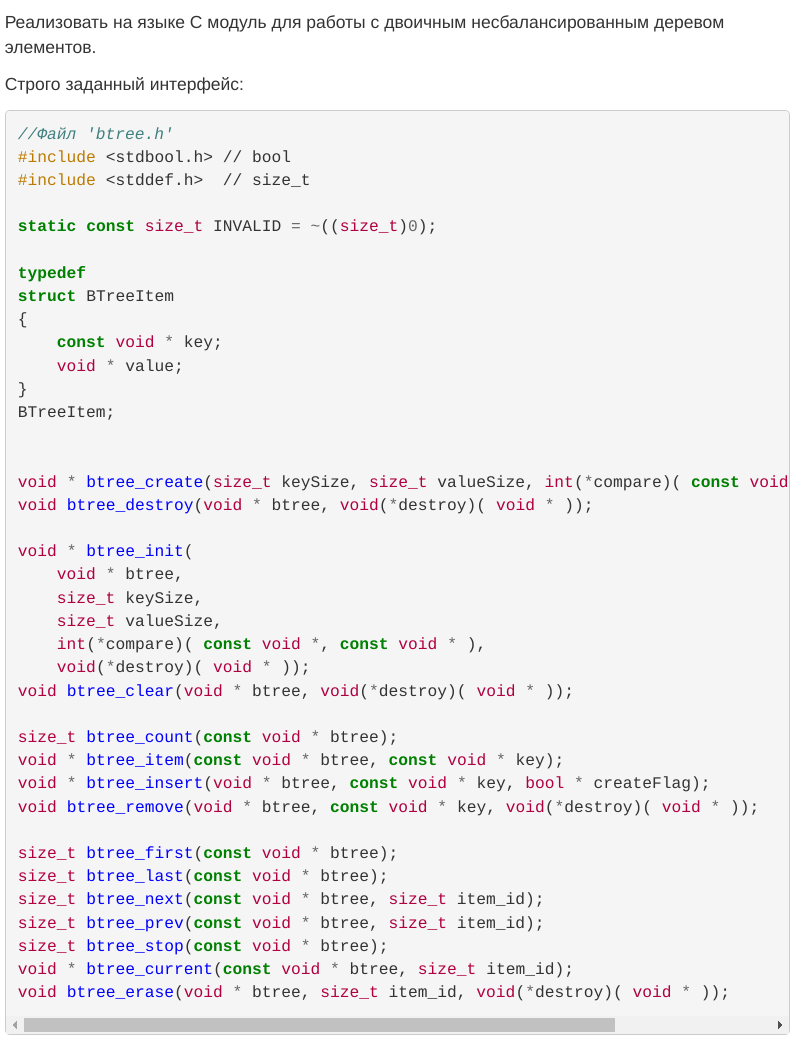 Реализовать на языке C модуль для работы с двоичным несбалансированным деревом
элементов.
Строго заданный интерфейс:
//Файл 'btree.h'
#include <stdbool.h> // bool
#include <stddef.h>  // size_t
static const size_t INVALID = ~((size_t)0);
typedef
struct BTreeItem
{
    const void * key;
    void * value;
}
BTreeItem;
void * btree_create(size_t keySize, size_t valueSize, int(*compare)( const void
void btree_destroy(void * btree, void(*destroy)( void * ));
void * btree_init(
    void * btree,
    size_t keySize,
    size_t valueSize,
    int(*compare)( const void *, const void * ),
    void(*destroy)( void * ));
void btree_clear(void * btree, void(*destroy)( void * ));
size_t btree_count(const void * btree);
void * btree_item(const void * btree, const void * key);
void * btree_insert(void * btree, const void * key, bool * createFlag);
void btree_remove(void * btree, const void * key, void(*destroy)( void * ));
size_t btree_first(const void * btree);
size_t btree_last(const void * btree);
size_t btree_next(const void * btree, size_t item_id);
size_t btree_prev(const void * btree, size_t item_id);
size_t btree_stop(const void * btree);
void * btree_current(const void * btree, size_t item_id);
void btree_erase(void * btree, size_t item_id, void(*destroy)( void * ));